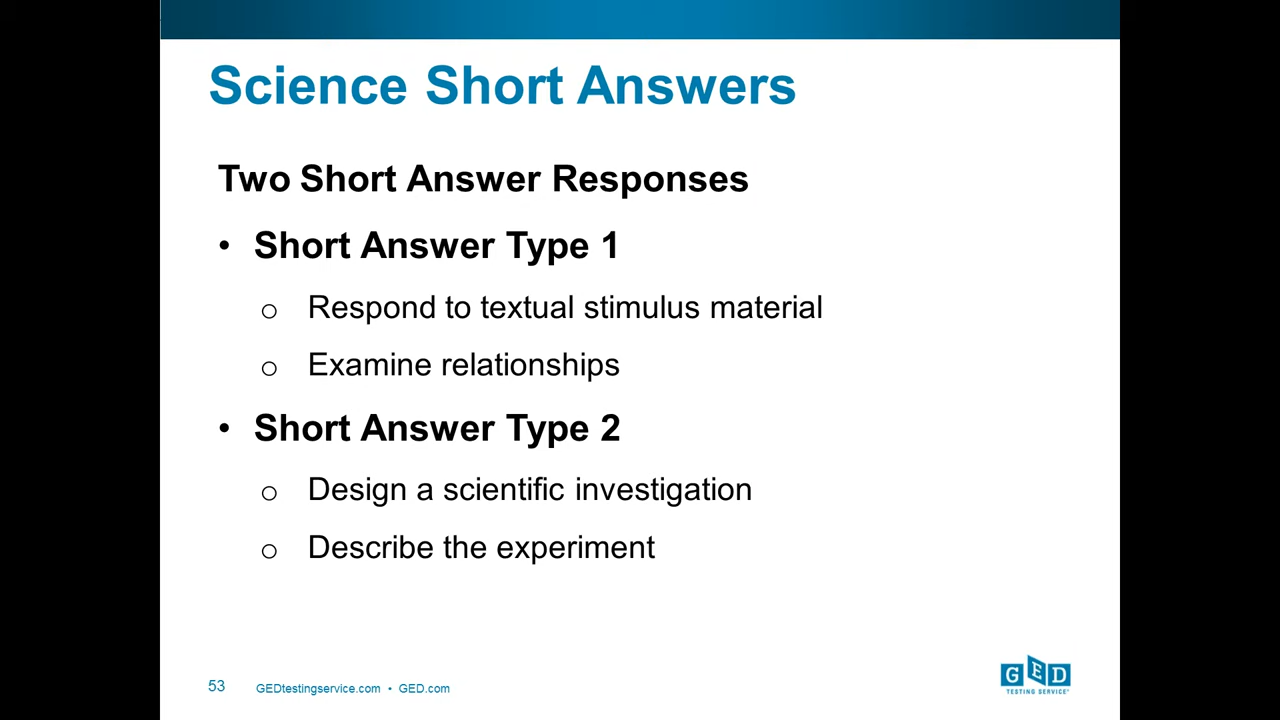 Science Short Answers
Two Short Answer Responses
• Short Answer Type 1
o Respond to textual stimulus material
o Examine relationships
• Short Answer Type 2
o Design a scientific investigation
o Describe the experiment
53 GEDtestingservice.com • GED.com
GED
TESTING SERVICE®